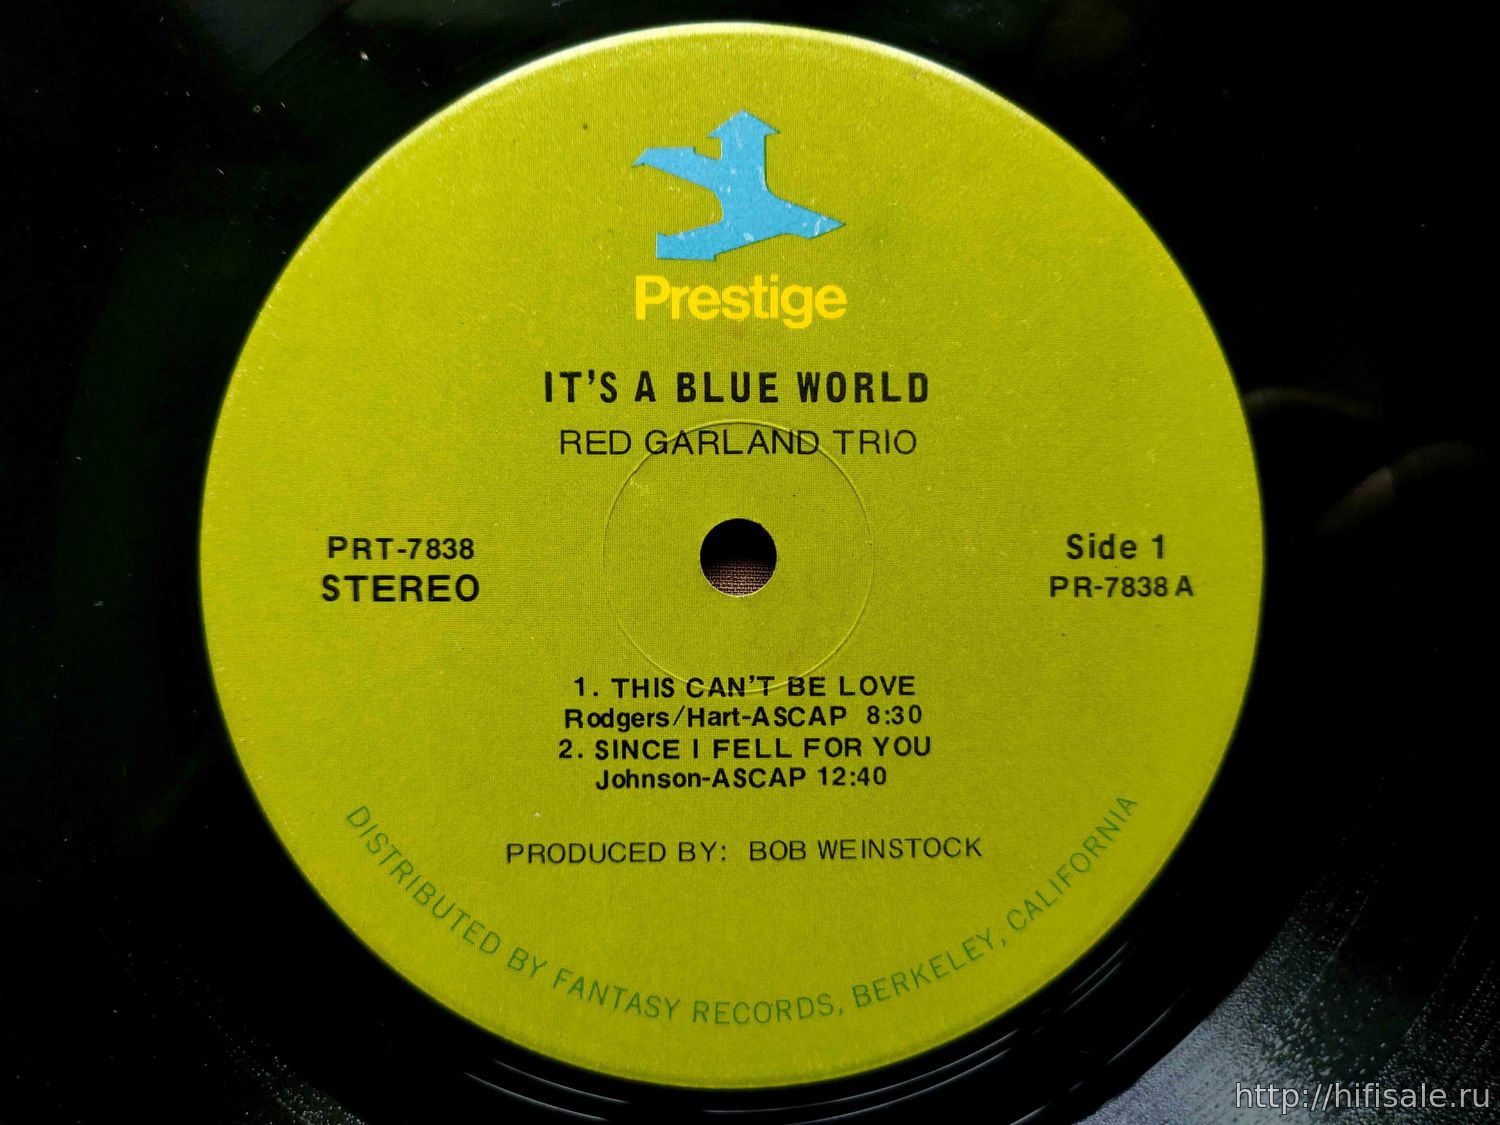 Prestige
IT'S A BLUE WORLD
RED GARLAND TRIO
PRT-7838
STEREO
Side 1
PR-7838 A
1. THIS CAN'T BE LOVE
Rodgers/Hart-ASCAP 8:30
2. SINCE I FELL FOR YOU
Johnson-ASCAP 12:40
PRODUCED BY: BOB WEINSTOCK
DISTRIBUTED BY FANTASY RECORDS, BERKELEY, CALIFORNIA
http://hifisale.ru